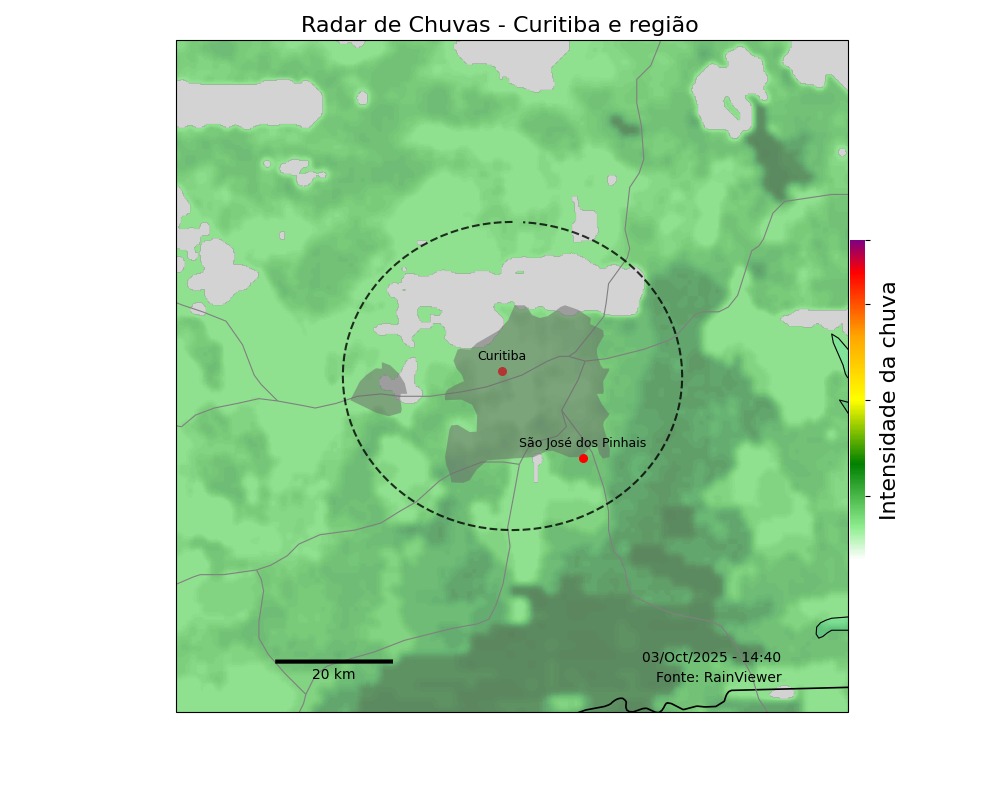 Radar de Chuvas - Curitiba e região
Curitiba
São José dos Pinhais
Intensidade da chuva
03/Oct/2025 - 14:40
20 km
Fonte: RainViewer